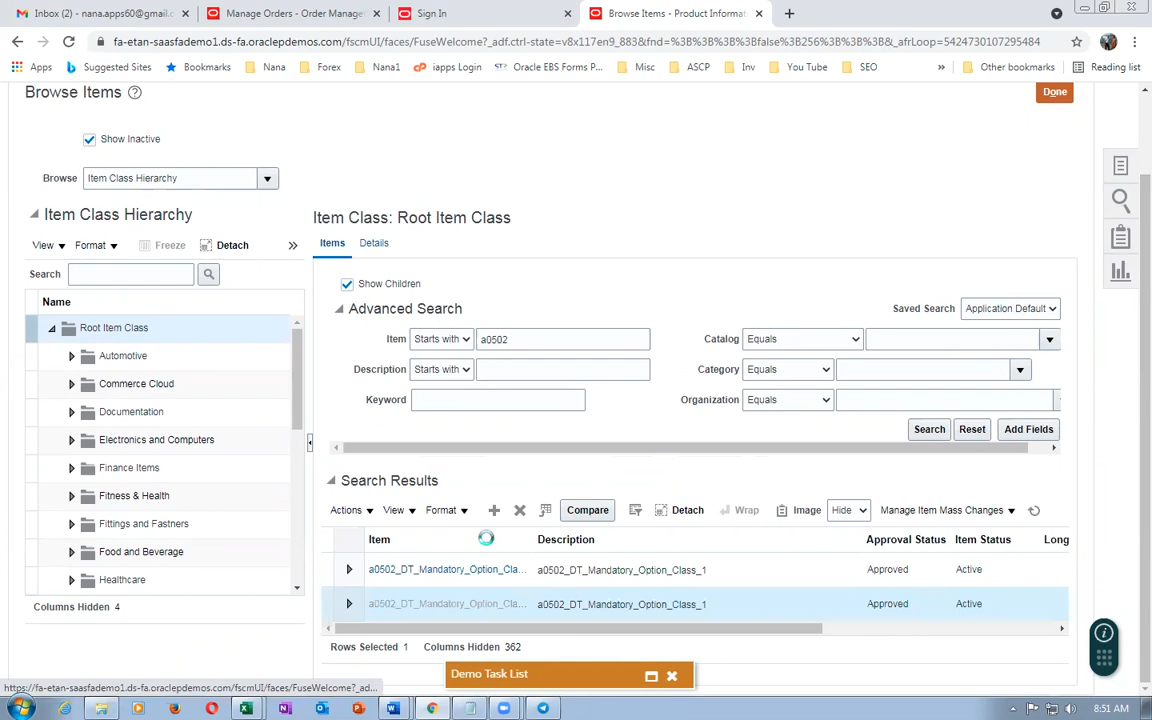 Inbox (2) - nana.apps60@gmail.c
Manage Orders - Order Manage
Sign In
Browse Items - Product Informat
fa-etan-saasfademo1.ds-fa.oraclepdemos.com/fscmUI/faces/FuseWelcome?_adf.ctrl-state=v8x117en9_883&fnd=%3B%3B%3B%3Bfalse%3B256%3B%3B%3B&_afrLoop=5424730107295484
Apps
Suggested Sites
Bookmarks
Nana
Forex
Nana1
iapps Login
Oracle EBS Forms P...
Misc
ASCP
Inv
You Tube
SEO
»
Other bookmarks
Reading list
Browse Items
Done
Show Inactive
Browse
Item Class Hierarchy
Item Class Hierarchy
View
Format
Freeze
Detach
»
Search
Name
Root Item Class
Automotive
Commerce Cloud
Documentation
Electronics and Computers
Finance Items
Fitness & Health
Fittings and Fasteners
Food and Beverage
Healthcare
Columns Hidden 4
Item Class: Root Item Class
Items
Details
Show Children
Advanced Search
Saved Search
Application Default
Item
Starts with
a0502
Catalog
Equals
Description
Starts with
Category
Equals
Keyword
Organization
Equals
Search
Reset
Add Fields
Search Results
Actions
View
Format
Compare
Detach
Wrap
Image
Hide
Manage Item Mass Changes
Item
Description
Approval Status
Item Status
Long
a0502_DT_Mandatory_Option_Cla...
a0502_DT_Mandatory_Option_Class_1
Approved
Active
a0502_DT_Mandatory_Option_Cla...
a0502_DT_Mandatory_Option_Class_1
Approved
Active
Rows Selected 1
Columns Hidden 362
Demo Task List
https://fa-etan-saasfademo1.ds-fa.oraclepdemos.com/fscmUI/faces/FuseWelcome?_ad...
8:51 AM